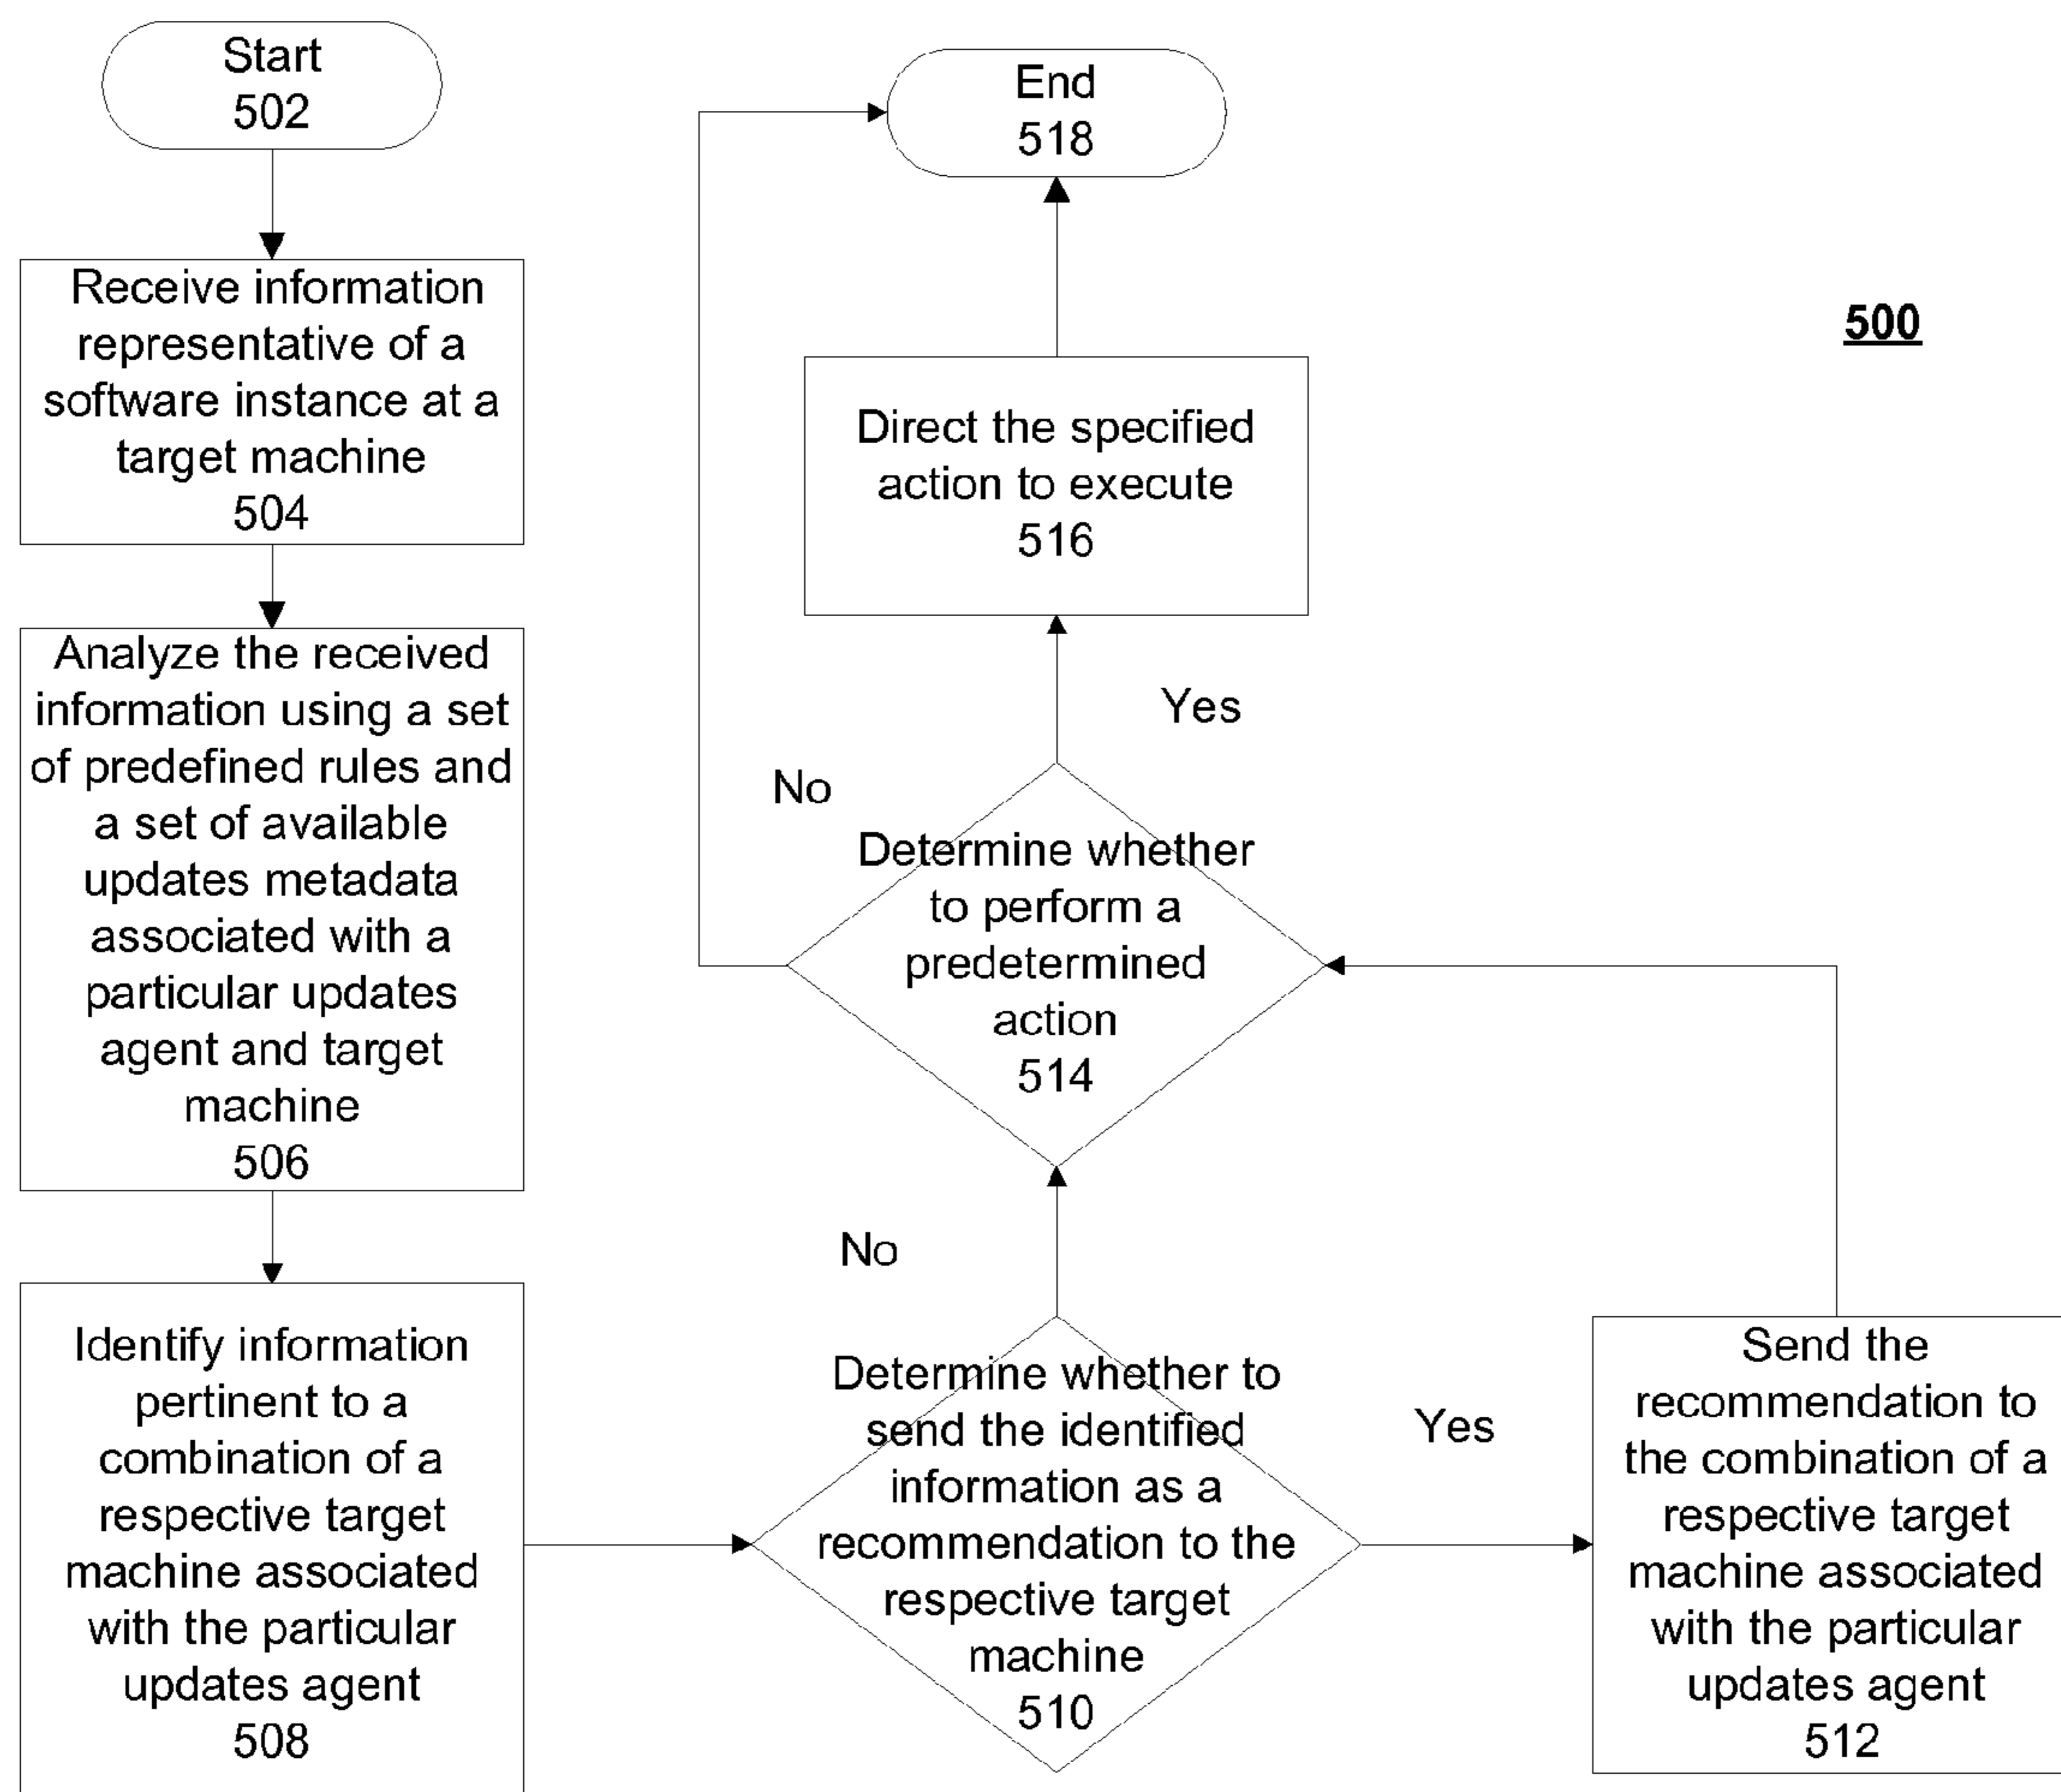 Start
502
Receive information
representative of a
software instance at a
target machine
504
Analyze the received
information using a set
of predefined rules and
a set of available
updates metadata
associated with a
particular updates
agent and target
machine
506
Identify information
pertinent to a
combination of a
respective target
machine associated
with the particular
updates agent
508
Determine whether to
send the identified
information as a
recommendation to the
respective target
machine
510
Yes
Send the
recommendation to
the combination of a
respective target
machine associated
with the particular
updates agent
512
No
Determine whether
to perform a
predetermined
action
514
No
Yes
Direct the specified
action to execute
516
End
518
500